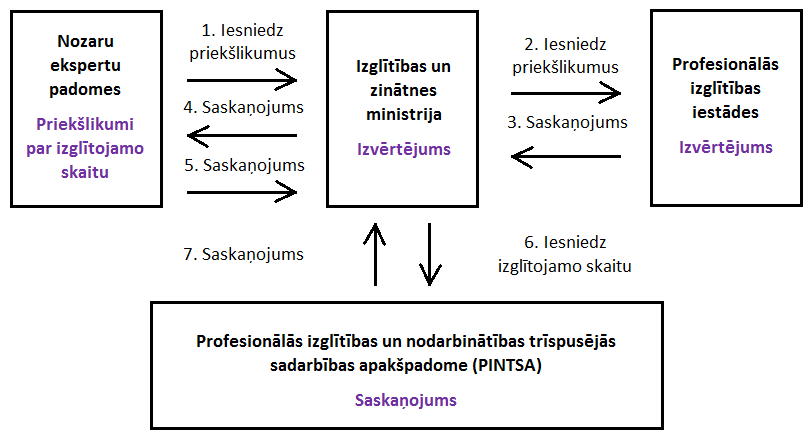 Nozaru
ekspertu
padomes
Priekšlikumi
par izglītojamo
skaitu
1. Iesniedz
priekšlikumus
4. Saskaņojums
5. Saskaņojums
Izglītības un
zinātnes
ministrija
Izvērtējums
2. Iesniedz
priekšlikumus
3. Saskaņojums
Profesionālās
izglītības
iestādes
Izvērtējums
7. Saskaņojums
6. Iesniedz
izglītojamo skaitu
Profesionālās izglītības un nodarbinātības trīspusējās
sadarbības apakšpadome (PINTSA)
Saskaņojums